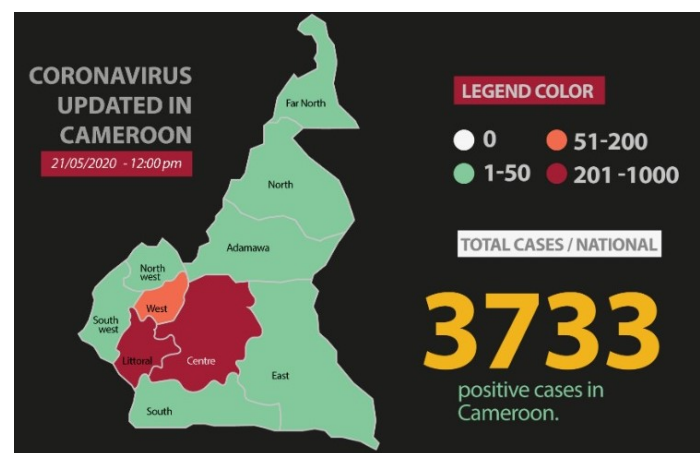 CORONAVIRUS
UPDATED IN
CAMEROON
21/05/2020 - 12:00 pm
Far North
North
Adamawa
North
west
West
South
west
Littoral
Centre
East
South
LEGEND COLOR
0
51-200
1-50
201 -1000
TOTAL CASES / NATIONAL
3733
positive cases in
Cameroon.